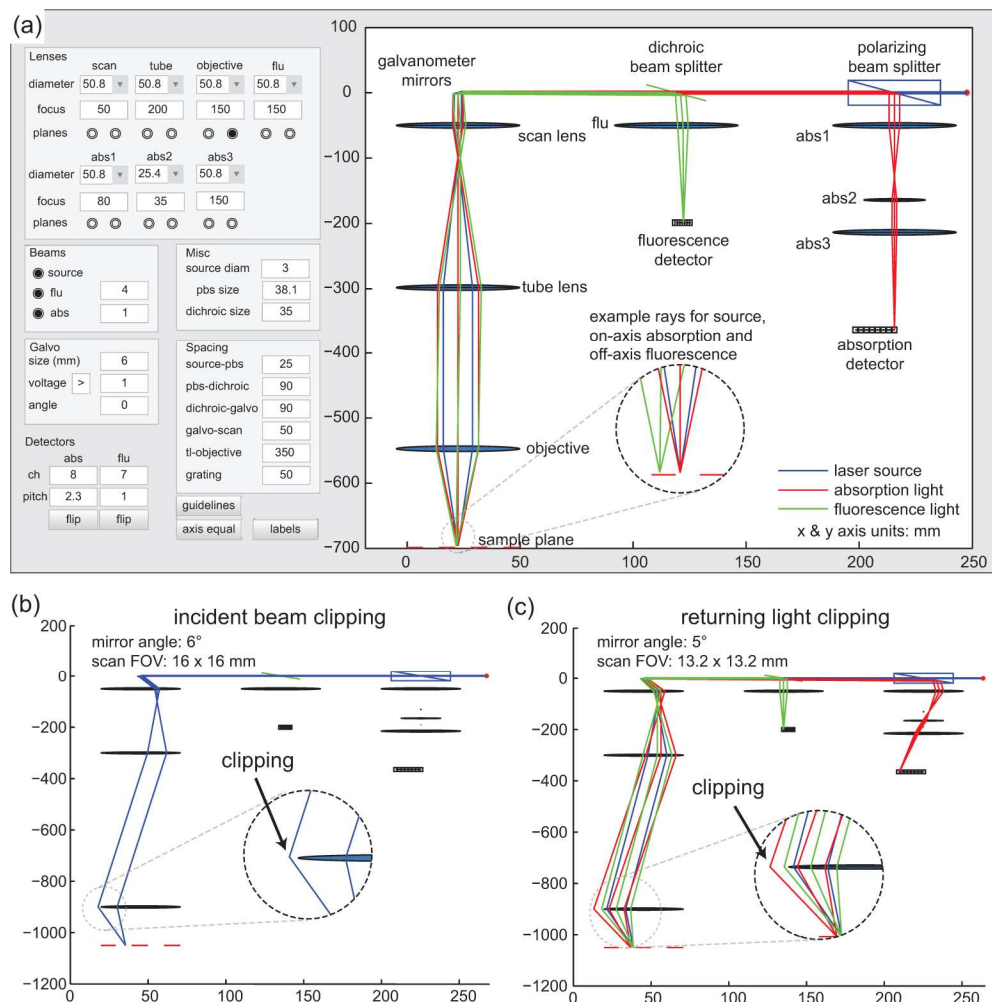 (a)
Lenses
scan tube objective flu
diameter 50.8 50.8 50.8 50.8
focus 50 200 150 150
planes
abs1 abs2 abs3
diameter 50.8 25.4 50.8
focus 80 35 150
planes
Beams
source
flu 4
abs 1
Misc
source diam 3
pbs size 38.1
dichroic size 35
Galvo
size (mm) 6
voltage > 1
angle 0
Spacing
source-pbs 25
pbs-dichroic 90
dichroic-galvo 90
galvo-scan 50
tl-objective 350
grating 50
Detectors
abs flu
ch 8 7
pitch 2.3 1
flip flip
guidelines
axis equal labels
100
0
−100
−200
−300
−400
−500
−600
−700
0 50 100 150 200 250
galvanometer
mirrors
dichroic
beam splitter
polarizing
beam splitter
scan lens
flu
abs1
abs2
abs3
fluorescence
detector
tube lens
absorption
detector
example rays for source,
on-axis absorption and
off-axis fluorescence
objective
laser source
absorption light
fluorescence light
x & y axis units: mm
sample plane
(b)
incident beam clipping
mirror angle: 6°
scan FOV: 16 x 16 mm
200
0
−200
−400
−600
−800
−1000
−1200
0 50 100 150 200 250
clipping
(c)
returning light clipping
mirror angle: 5°
scan FOV: 13.2 x 13.2 mm
200
0
−200
−400
−600
−800
−1000
−1200
0 50 100 150 200 250
clipping